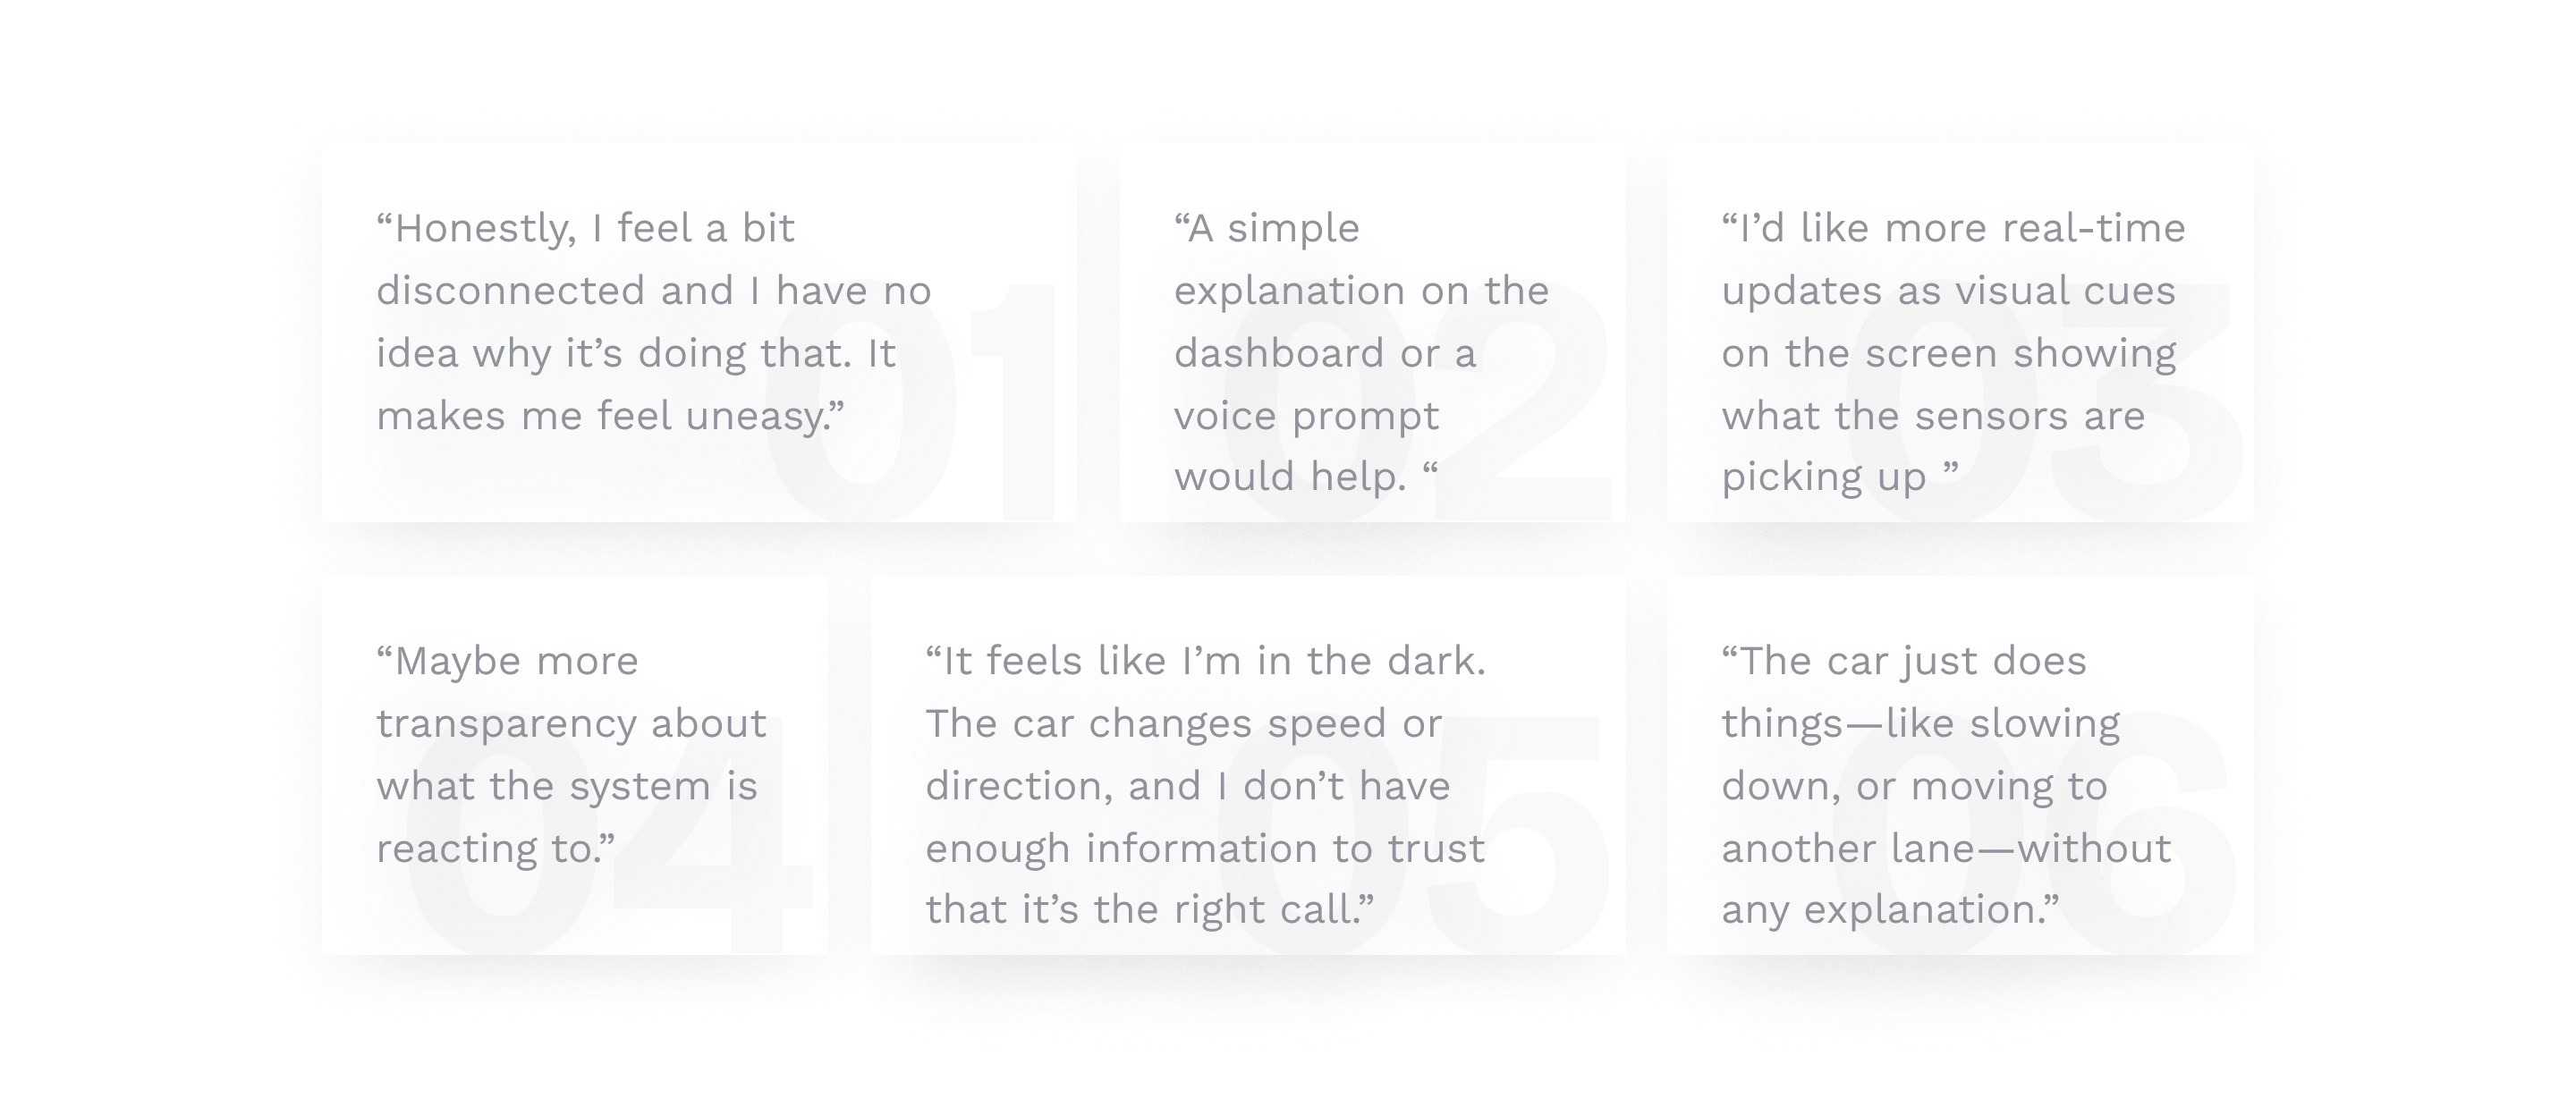 “Honestly, I feel a bit
disconnected and I have no
idea why it’s doing that. It
makes me feel uneasy.”
01
“A simple
explanation on the
dashboard or a
voice prompt
would help. “
02
“I’d like more real-time
updates as visual cues
on the screen showing
what the sensors are
picking up ”
03
“Maybe more
transparency about
what the system is
reacting to.”
04
“It feels like I’m in the dark.
The car changes speed or
direction, and I don’t have
enough information to trust
that it’s the right call.”
05
“The car just does
things—like slowing
down, or moving to
another lane—without
any explanation.”
06